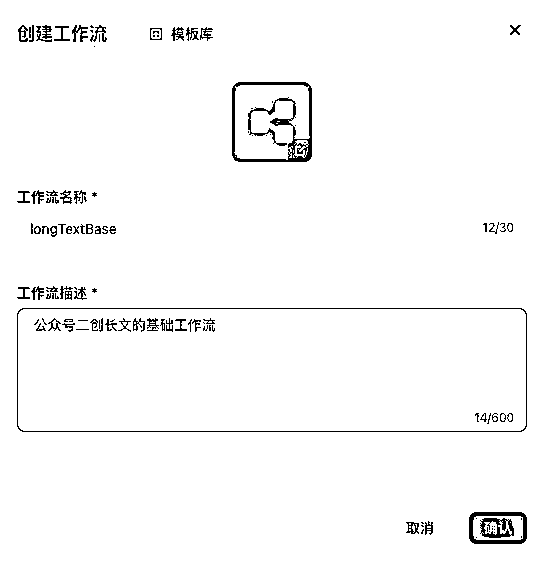 创建工作流 模板库
工作流名称 *
longTextBase 12/30
工作流描述 *
公众号二创长文的基础工作流
14/600
取消 确认